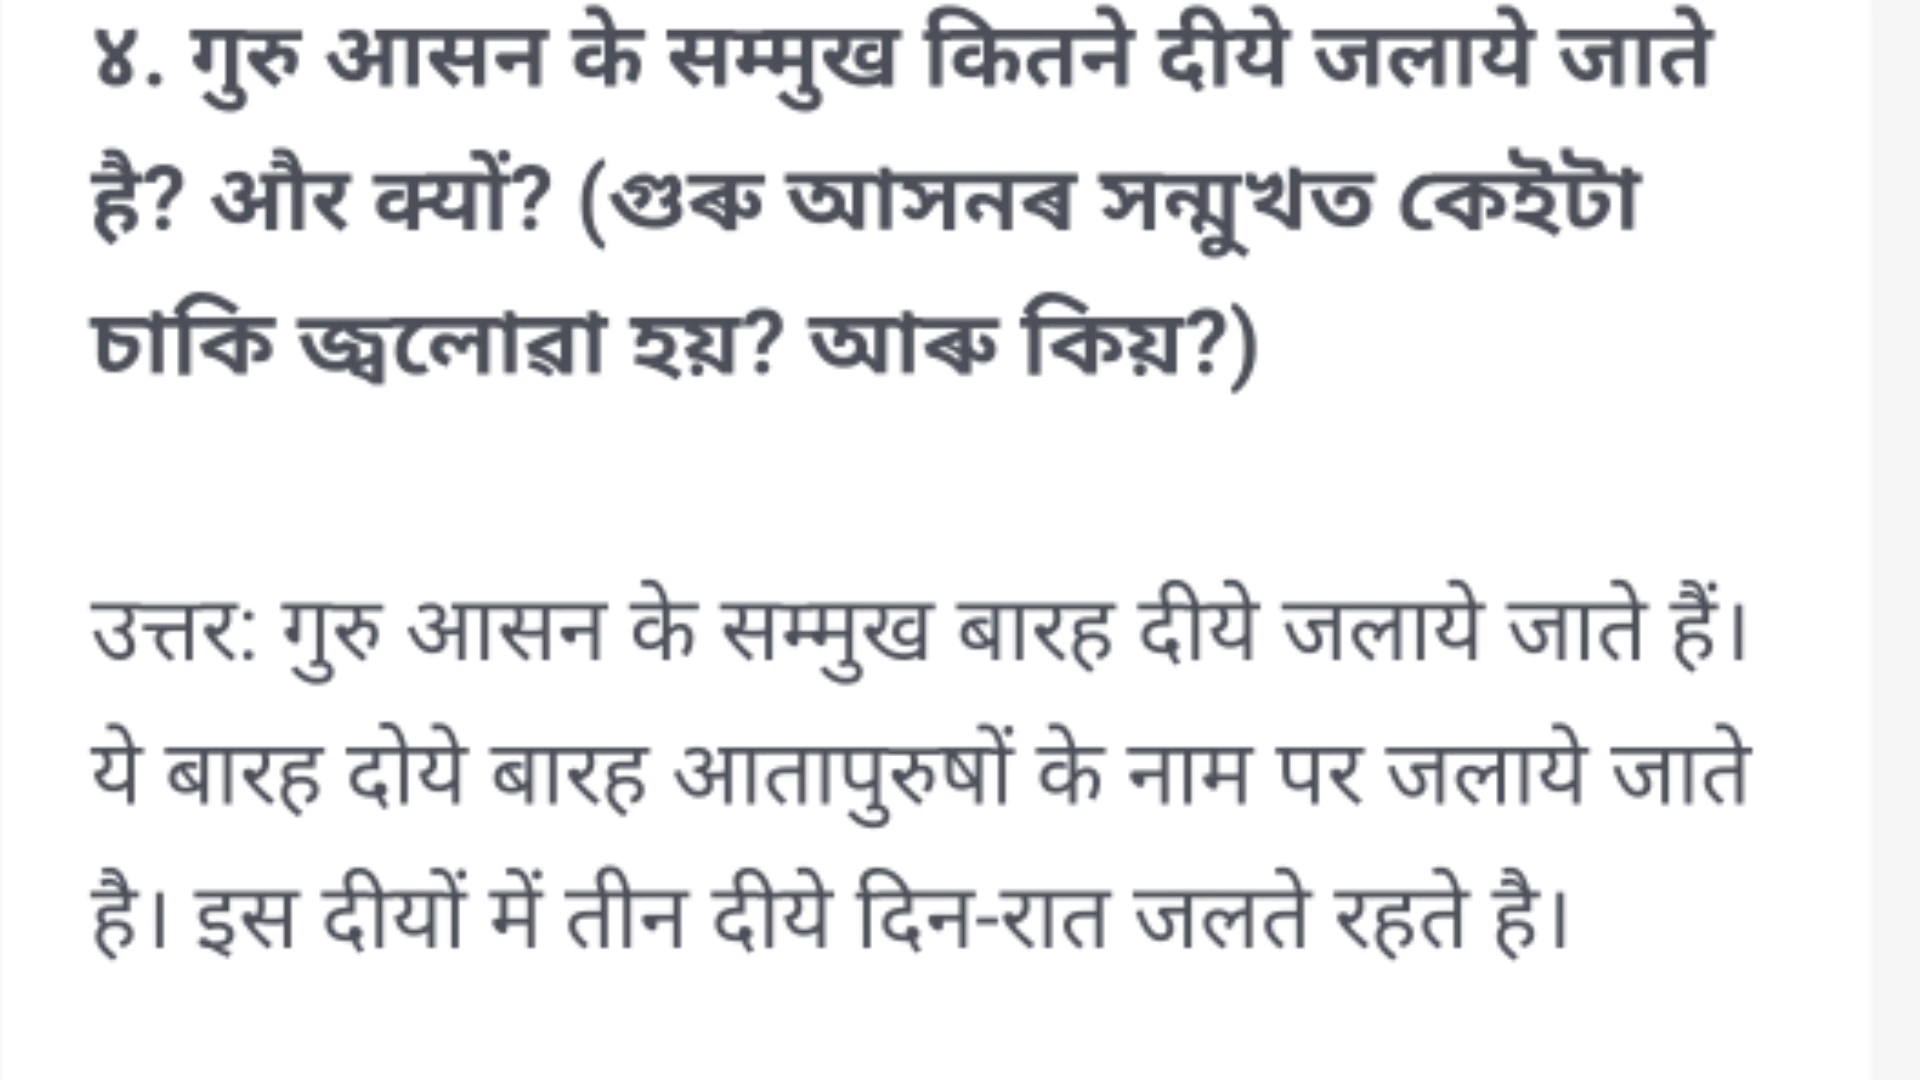 ४. गुरु आसन के सम्मुख कितने दीये जलाये जाते
है? और क्यों? (গুৰু আসনৰ সন্মুখত কেইটা
চাকি জ্বলোৱা হয়? আৰু কিয়?)
उत्तर: गुरु आसन के सम्मुख बारह दीये जलाये जाते हैं।
ये बारह दोये बारह आतापुरुषों के नाम पर जलाये जाते
है। इस दीयों में तीन दीये दिन-रात जलते रहते है।